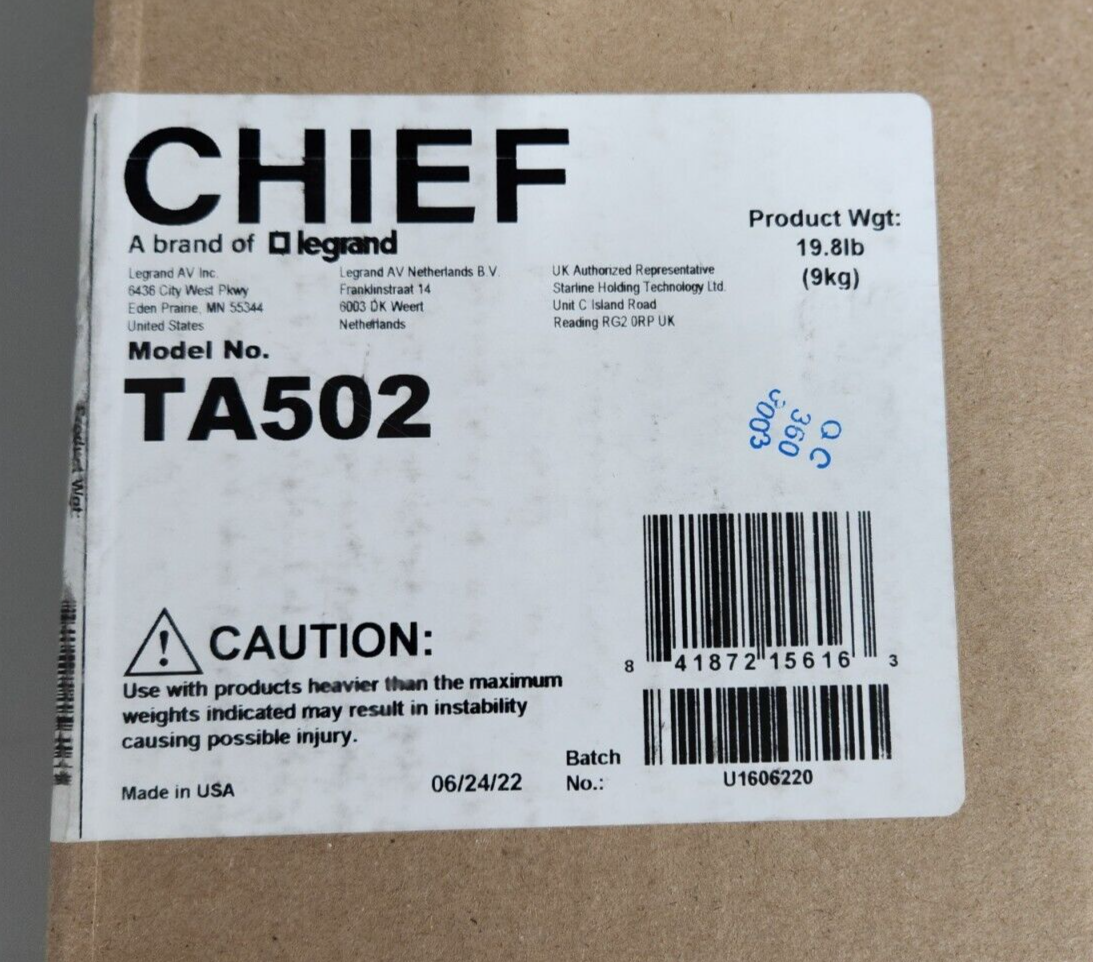 CHIEF
A brand of legrand
Legrand AV Inc.
6436 City West Pkwy
Eden Prairie, MN 55344
United States
Legrand AV Netherlands B.V.
Franklinstraat 14
6003 DK Weert
Netherlands
UK Authorized Representative
Starline Holding Technology Ltd.
Unit C Island Road
Reading RG2 0RP UK
Product Wgt:
19.8lb
(9kg)
Model No.
TA502
QC
360
3003
Product Wgt:
CAUTION:
Use with products heavier than the maximum
weights indicated may result in instability
causing possible injury.
Made in USA
06/24/22
8 41872 15616 3
Batch
No.:
U1606220